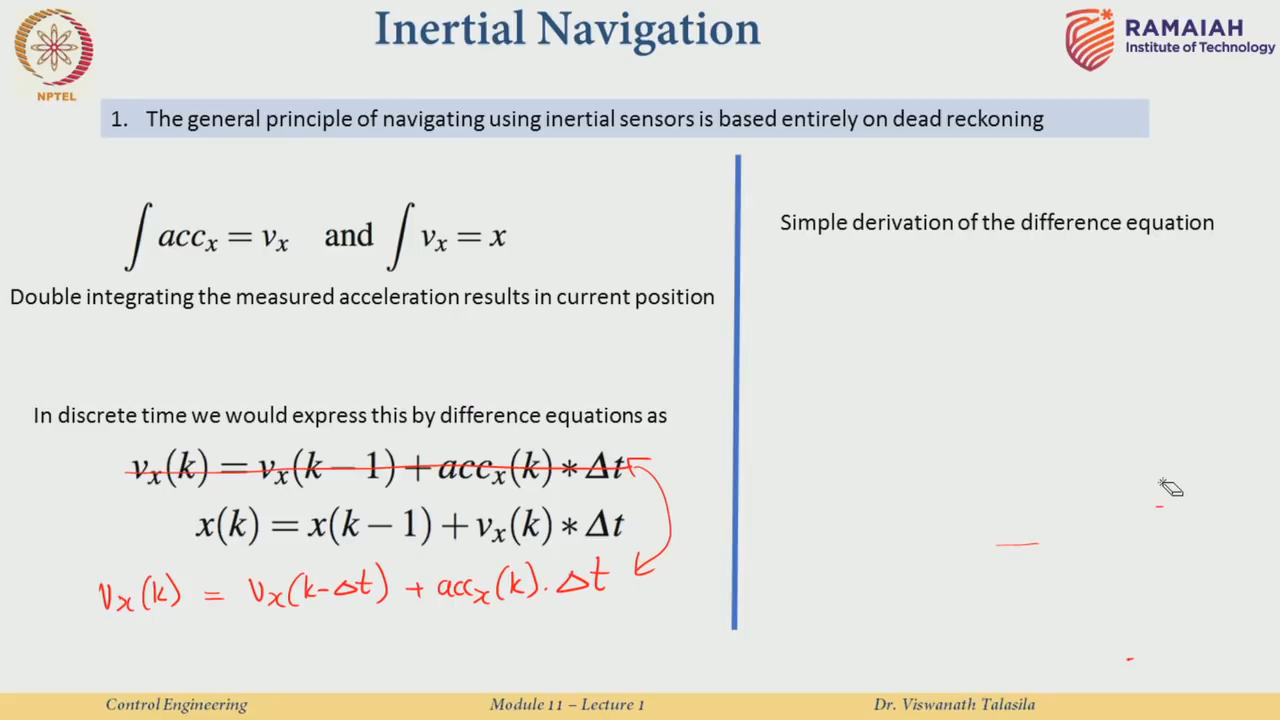 Inertial Navigation
NPTEL
RAMAIAH
Institute of Technology
1. The general principle of navigating using inertial sensors is based entirely on dead reckoning
∫ acc_x = v_x and ∫ v_x = x
Double integrating the measured acceleration results in current position
In discrete time we would express this by difference equations as
v_x(k) = v_x(k − 1) + acc_x(k) ∗ Δt
x(k) = x(k − 1) + v_x(k) ∗ Δt
v_x(k) = v_x(k-Δt) + acc_x(k). Δt
Simple derivation of the difference equation
Control Engineering
Module 11 – Lecture 1
Dr. Viswanath Talasila